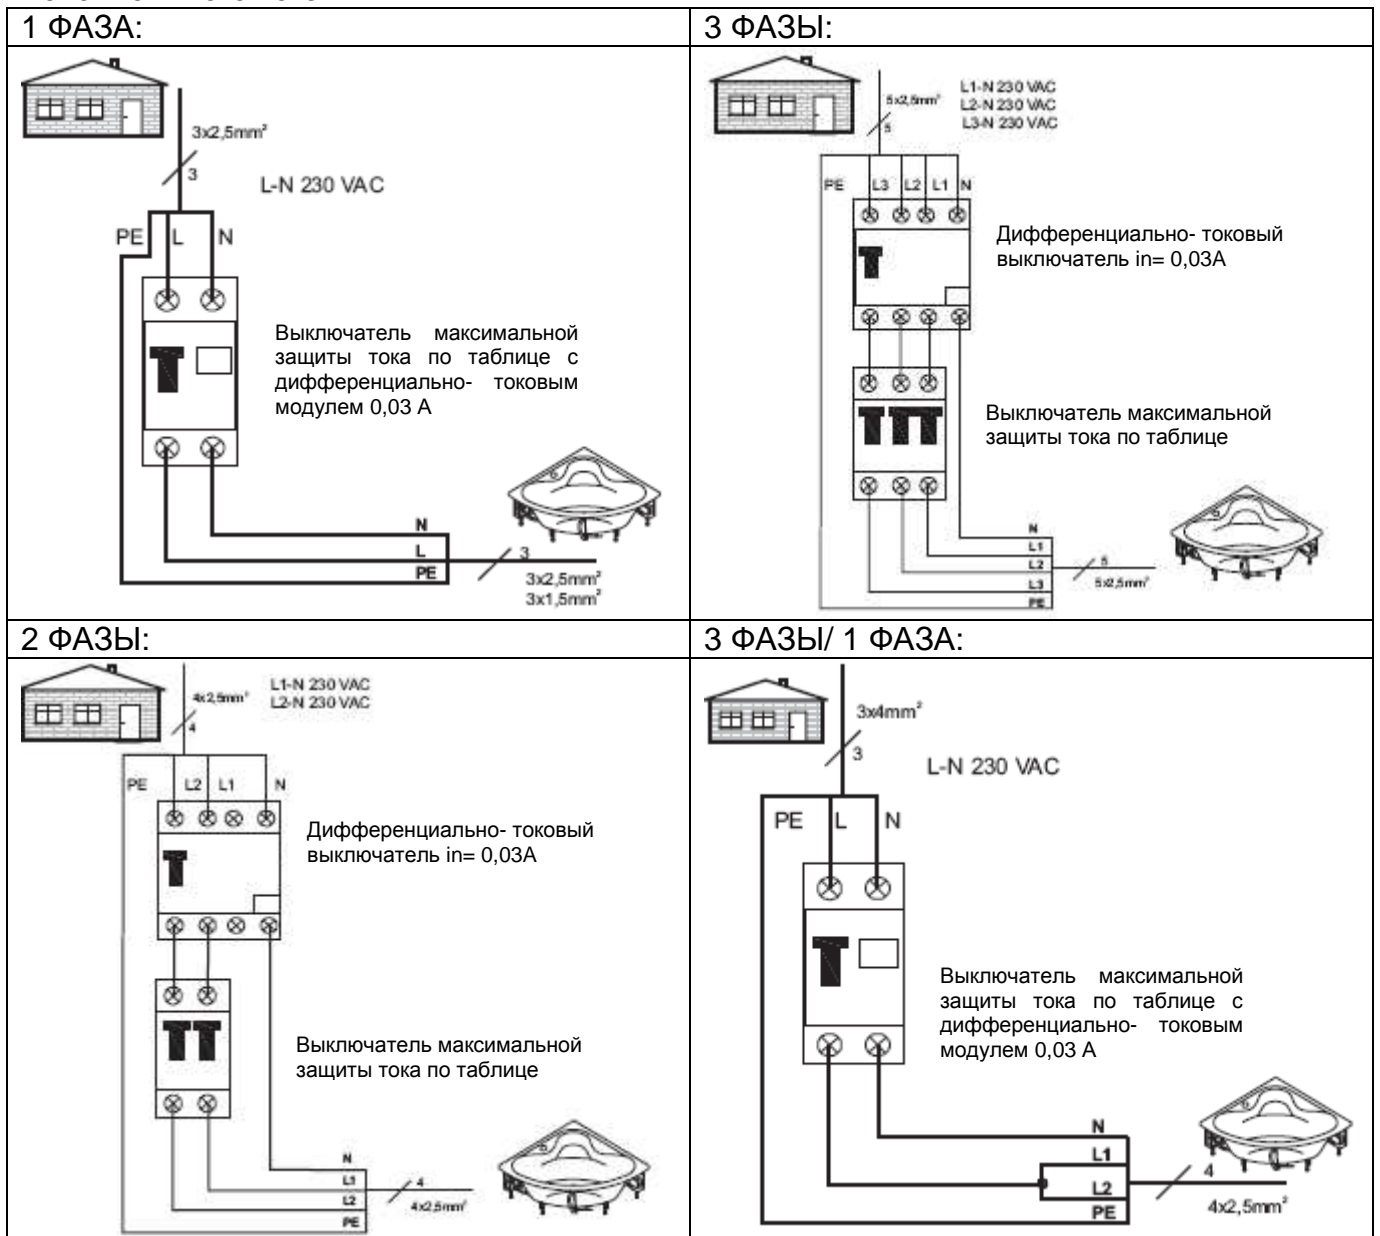 1 ФАЗА:
3x2,5mm²
3
L-N 230 VAC
PE L N
Выключатель максимальной
защиты тока по таблице с
дифференциально- токовым
модулем 0,03 А
N
L
PE
3
3x2,5mm²
3x1,5mm²
3 ФАЗЫ:
5x2,5mm²
5
L1-N 230 VAC
L2-N 230 VAC
L3-N 230 VAC
PE L3 L2 L1 N
Дифференциально- токовый
выключатель in= 0,03А
Выключатель максимальной
защиты тока по таблице
N
L1
L2
L3
PE
5
5x2,5mm²
2 ФАЗЫ:
4x2,5mm²
4
L1-N 230 VAC
L2-N 230 VAC
PE L2 L1 N
Дифференциально- токовый
выключатель in= 0,03А
Выключатель максимальной
защиты тока по таблице
N
L1
L2
PE
4
4x2,5mm²
3 ФАЗЫ/ 1 ФАЗА:
3x4mm²
3
L-N 230 VAC
PE L N
Выключатель максимальной
защиты тока по таблице с
дифференциально- токовым
модулем 0,03 А
N
L1
L2
PE
4
4x2,5mm²